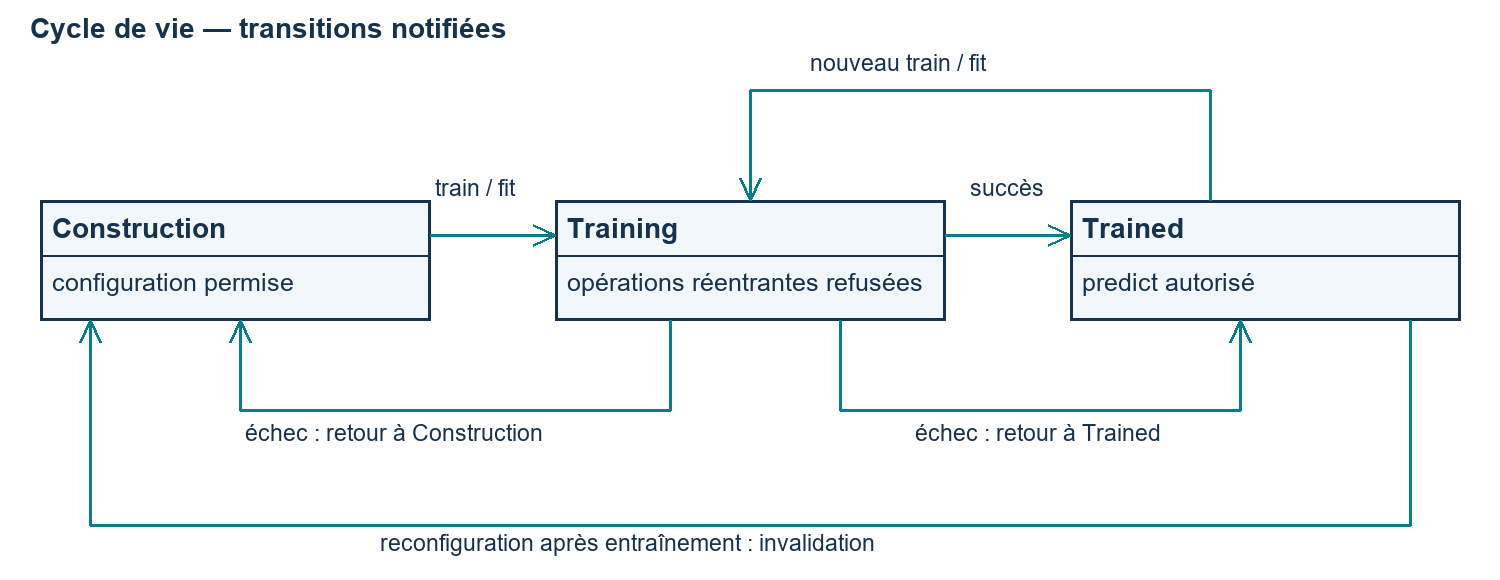 Cycle de vie — transitions notifiées
nouveau train / fit
train / fit
succès
Construction
configuration permise
Training
opérations réentrantes refusées
Trained
predict autorisé
échec : retour à Construction
échec : retour à Trained
reconfiguration après entraînement : invalidation